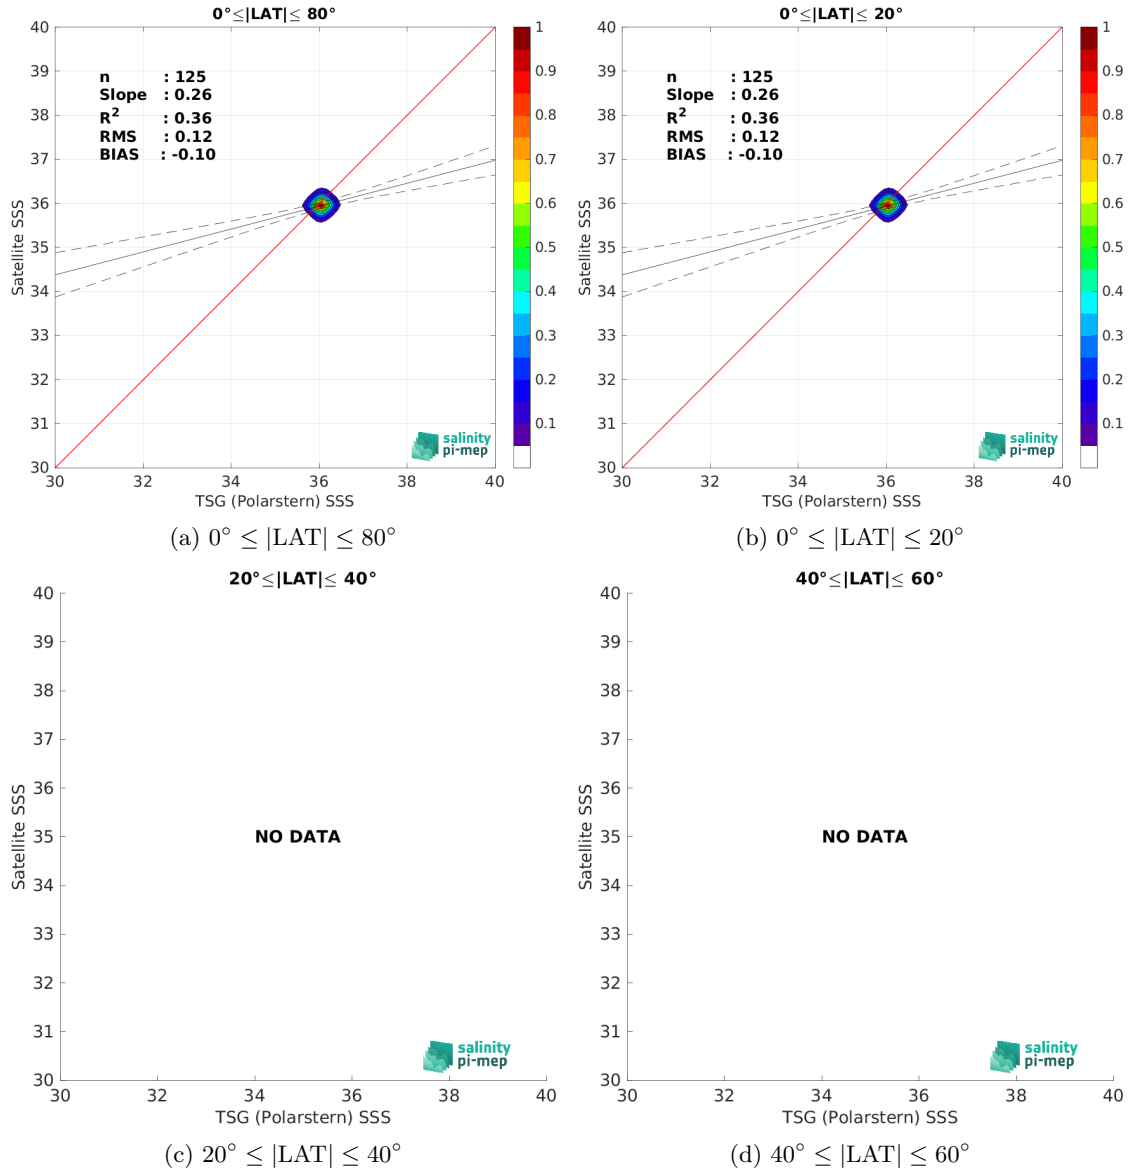 0°≤|LAT|≤ 80°
40
39
38
37
36
35
34
33
32
31
30
Satellite SSS
n : 125
Slope : 0.26
R² : 0.36
RMS : 0.12
BIAS : -0.10
salinity
pi-mep
30 32 34 36 38 40
TSG (Polarstern) SSS
1
0.9
0.8
0.7
0.6
0.5
0.4
0.3
0.2
0.1
(a) 0° ≤ |LAT| ≤ 80°
0°≤|LAT|≤ 20°
40
39
38
37
36
35
34
33
32
31
30
Satellite SSS
n : 125
Slope : 0.26
R² : 0.36
RMS : 0.12
BIAS : -0.10
salinity
pi-mep
30 32 34 36 38 40
TSG (Polarstern) SSS
1
0.9
0.8
0.7
0.6
0.5
0.4
0.3
0.2
0.1
(b) 0° ≤ |LAT| ≤ 20°
20°≤|LAT|≤ 40°
40
39
38
37
36
35
34
33
32
31
30
Satellite SSS
NO DATA
salinity
pi-mep
30 32 34 36 38 40
TSG (Polarstern) SSS
(c) 20° ≤ |LAT| ≤ 40°
40°≤|LAT|≤ 60°
40
39
38
37
36
35
34
33
32
31
30
Satellite SSS
NO DATA
salinity
pi-mep
30 32 34 36 38 40
TSG (Polarstern) SSS
(d) 40° ≤ |LAT| ≤ 60°